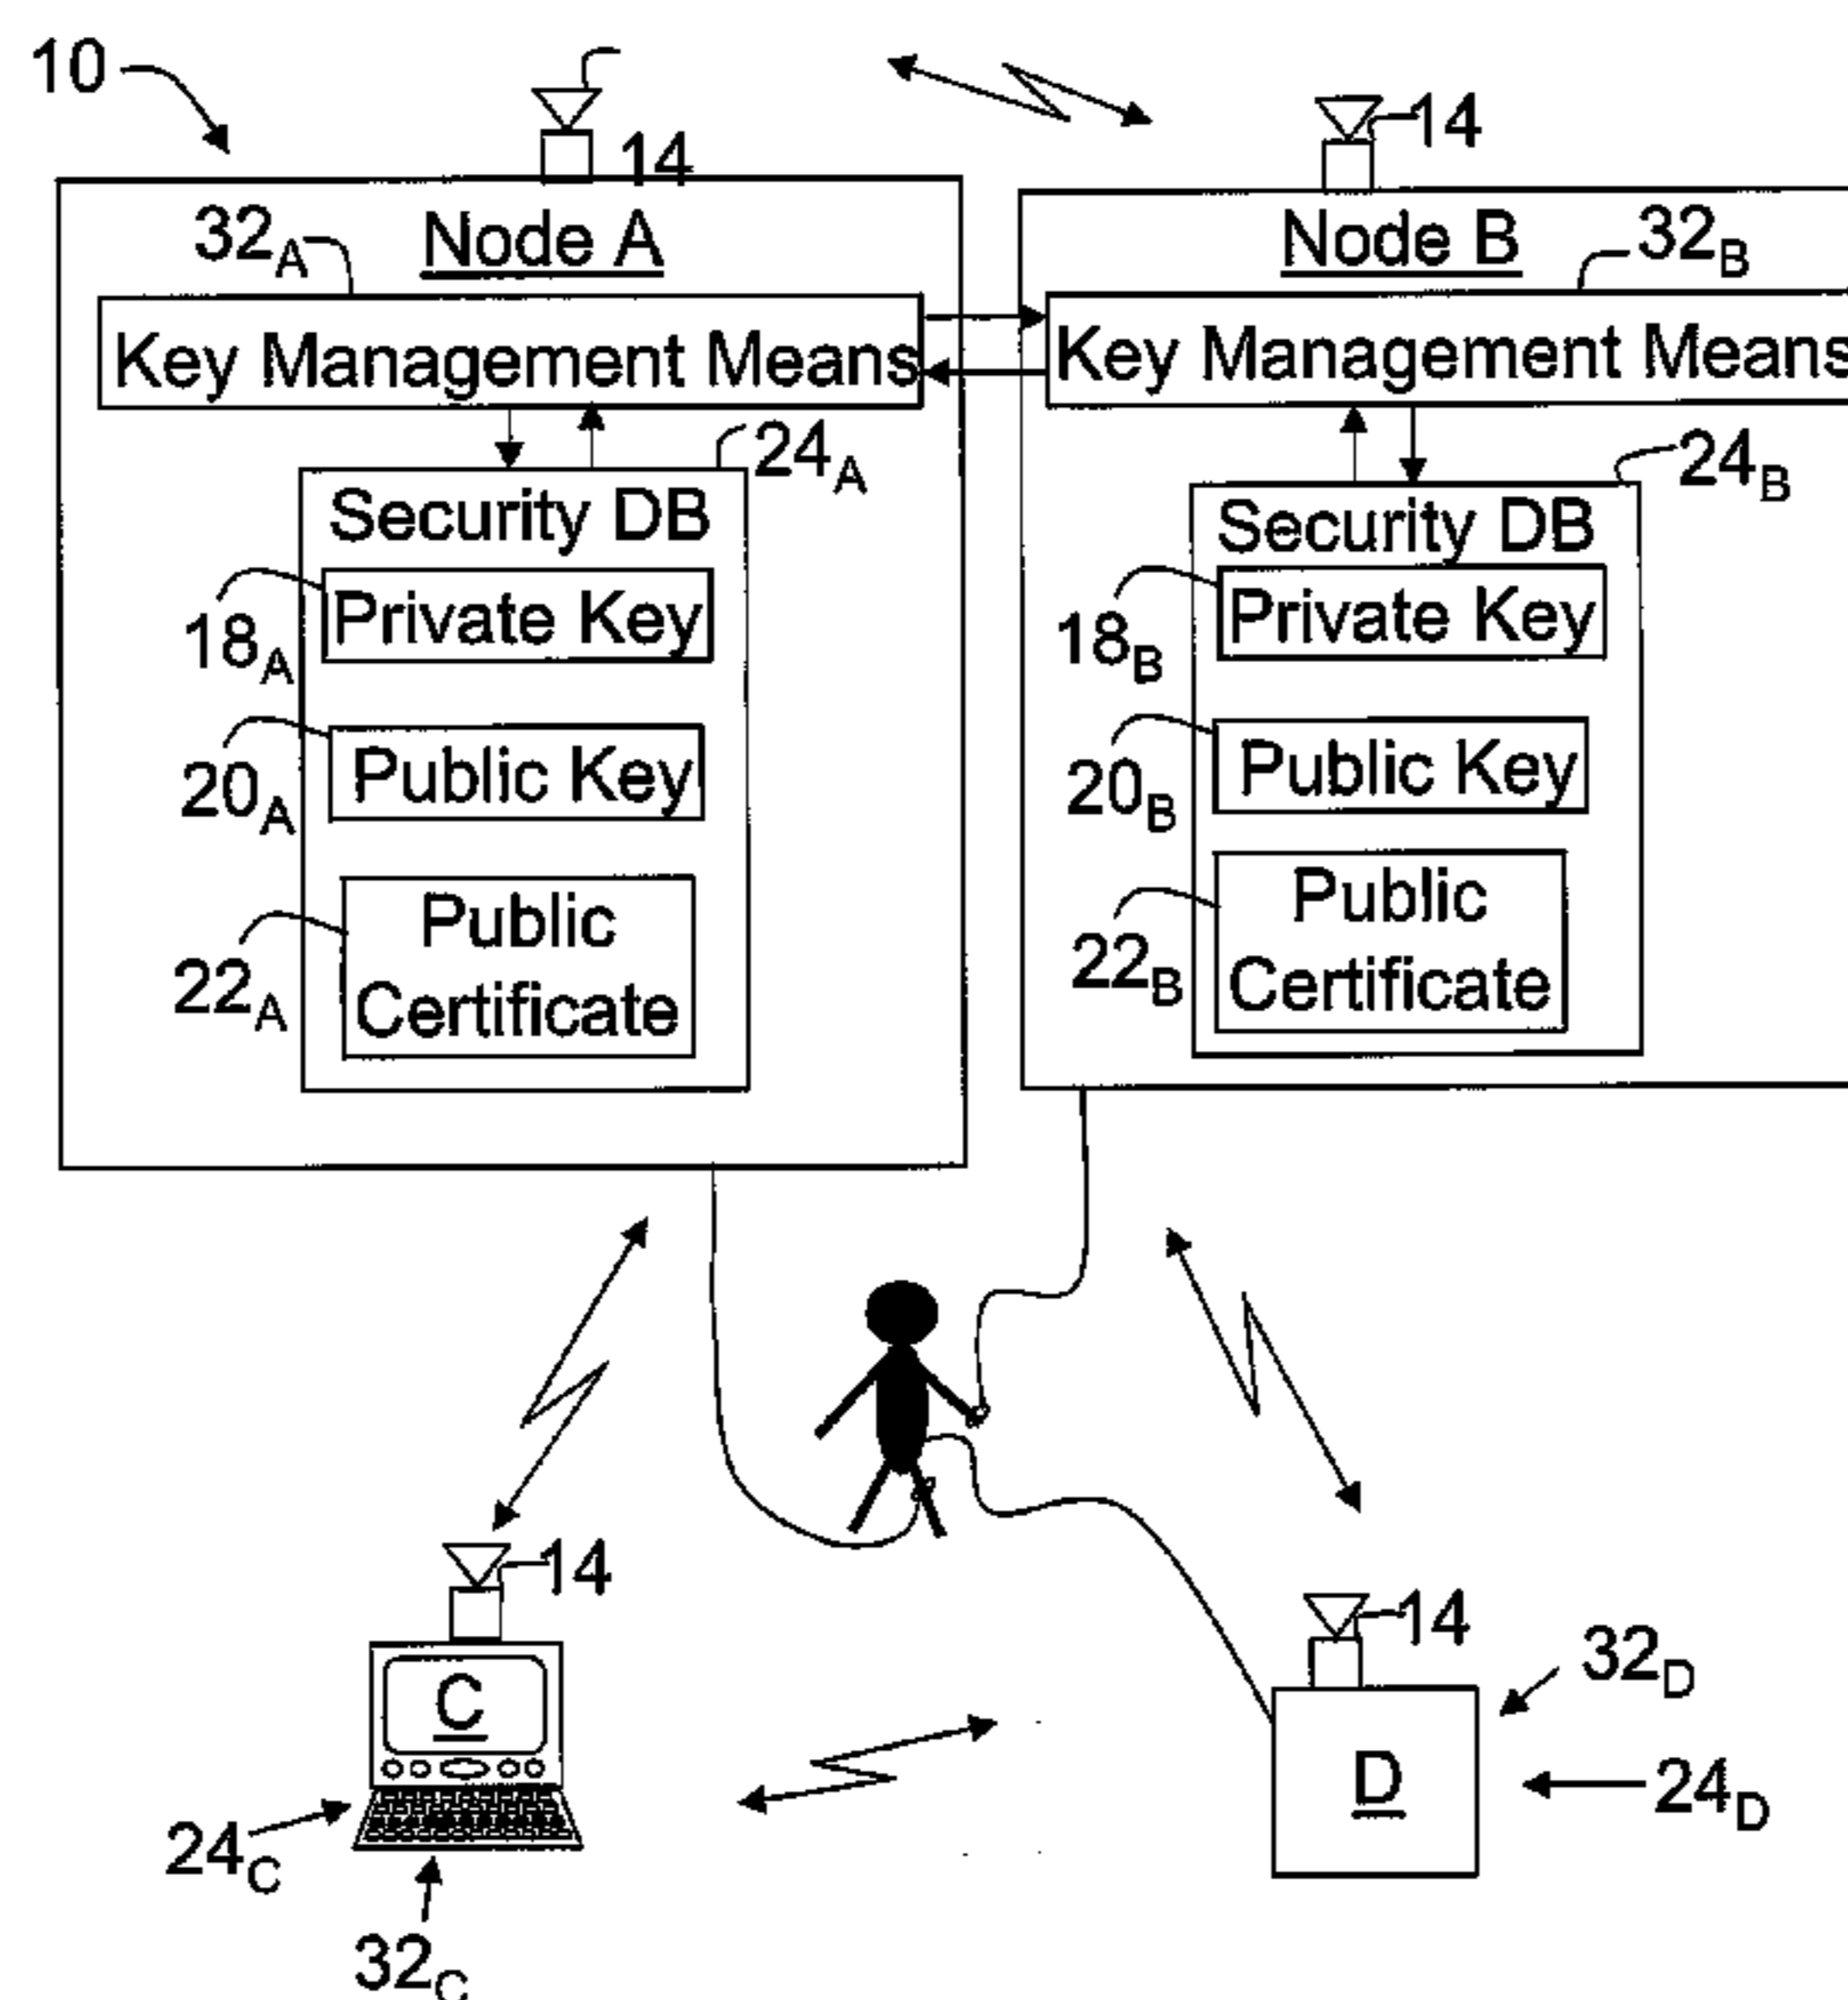 10
14
14
Node A
Node B
32A
32B
Key Management Means
Key Management Means
24A
24B
Security DB
Security DB
18A
Private Key
18B
Private Key
20A
Public Key
20B
Public Key
22A
Public
Certificate
22B
Public
Certificate
14
14
C
D
32D
24D
24C
32C